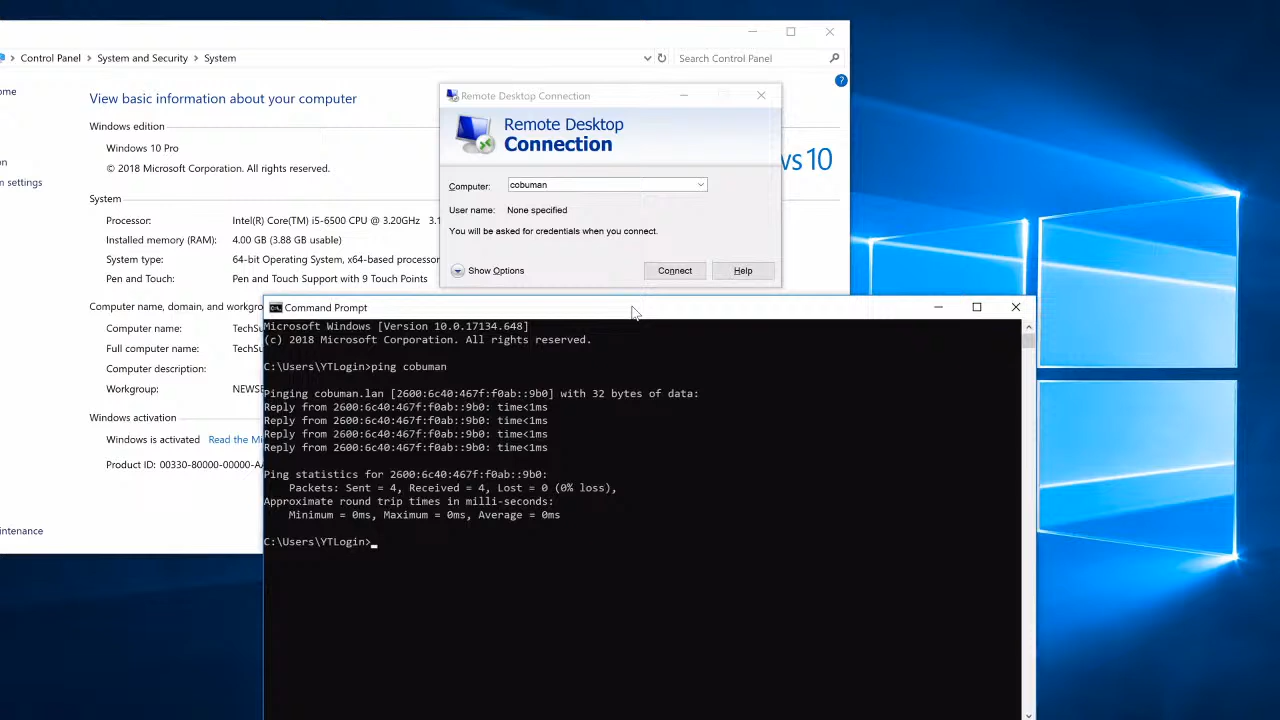 Control Panel > System and Security > System
Search Control Panel
ome
n
m settings
intenance
View basic information about your computer
Windows edition
Windows 10 Pro
© 2018 Microsoft Corporation. All rights reserved.
ws 10
System
Processor: Intel(R) Core(TM) i5-6500 CPU @ 3.20GHz 3.1
Installed memory (RAM): 4.00 GB (3.88 GB usable)
System type: 64-bit Operating System, x64-based processor
Pen and Touch: Pen and Touch Support with 9 Touch Points
Computer name, domain, and workgro
Computer name: TechSu
Full computer name: TechSu
Computer description:
Workgroup: NEWSE
Windows activation
Windows is activated Read the Mi
Product ID: 00330-80000-00000-A
Remote Desktop Connection
Remote Desktop
Connection
Computer: cobuman
User name: None specified
You will be asked for credentials when you connect.
Show Options
Connect
Help
Command Prompt
Microsoft Windows [Version 10.0.17134.648]
(c) 2018 Microsoft Corporation. All rights reserved.
C:\Users\YTLogin>ping cobuman
Pinging cobuman.lan [2600:6c40:467f:f0ab::9b0] with 32 bytes of data:
Reply from 2600:6c40:467f:f0ab::9b0: time<1ms
Reply from 2600:6c40:467f:f0ab::9b0: time<1ms
Reply from 2600:6c40:467f:f0ab::9b0: time<1ms
Reply from 2600:6c40:467f:f0ab::9b0: time<1ms
Ping statistics for 2600:6c40:467f:f0ab::9b0:
Packets: Sent = 4, Received = 4, Lost = 0 (0% loss),
Approximate round trip times in milli-seconds:
Minimum = 0ms, Maximum = 0ms, Average = 0ms
C:\Users\YTLogin>